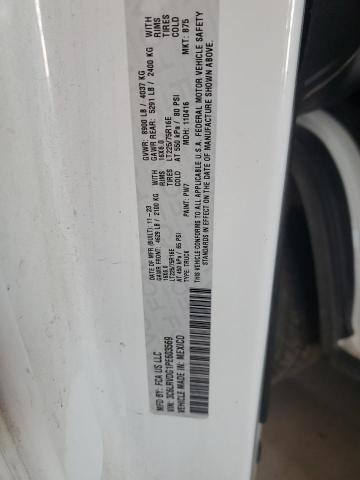 MFD BY: FCA US LLC
VIN: 3C6LRVDG1PE603569
VEHICLE MADE IN: MEXICO
DATE OF MFR (BUILT): 11-23
GVWR: 8900 LB / 4037 KG
GAWR FRONT: 4629 LB / 2100 KG
GAWR REAR: 5291 LB / 2400 KG
WITH
16X6.0
16X6.0
RIMS
LT225/75R16E
LT225/75R16E
TIRES
AT 450 kPa / 65 PSI
AT 550 kPa / 80 PSI
COLD
TYPE: TRUCK
MDH: 110416
MKT: B75
PAINT: PW7
THIS VEHICLE CONFORMS TO ALL APPLICABLE U.S.A. FEDERAL MOTOR VEHICLE SAFETY
STANDARDS IN EFFECT ON THE DATE OF MANUFACTURE SHOWN ABOVE.